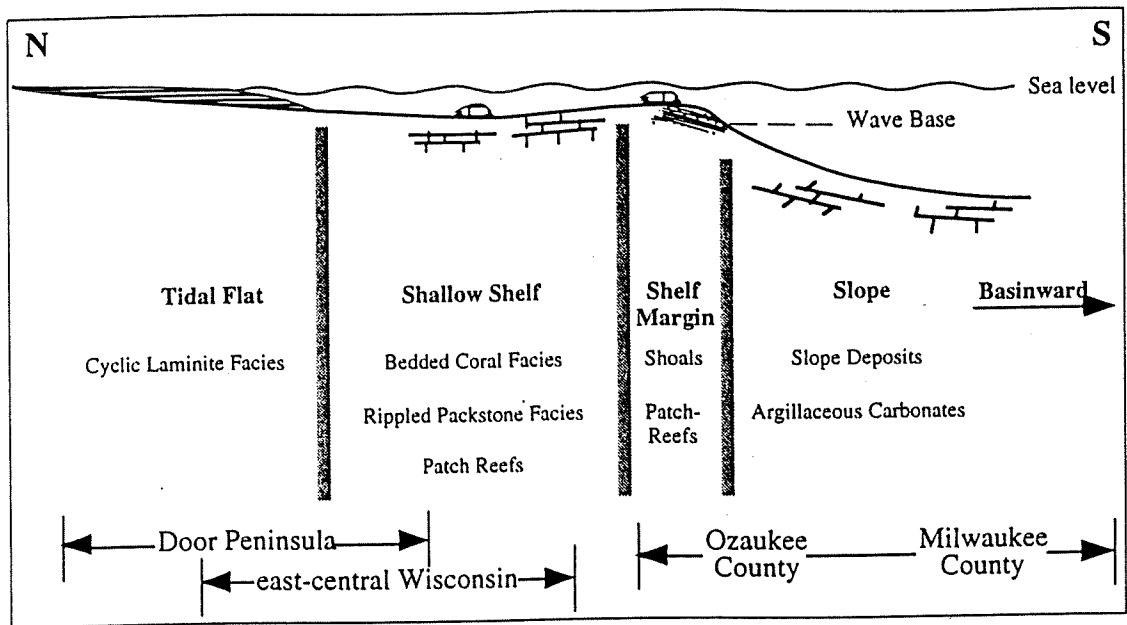 N
S
Sea level
Wave Base
Tidal Flat
Shallow Shelf
Shelf
Margin
Slope
Basinward
Cyclic Laminite Facies
Bedded Coral Facies
Shoals
Slope Deposits
Rippled Packstone Facies
Patch-
Reefs
Argillaceous Carbonates
Patch Reefs
Door Peninsula
east-central Wisconsin
Ozaukee
County
Milwaukee
County